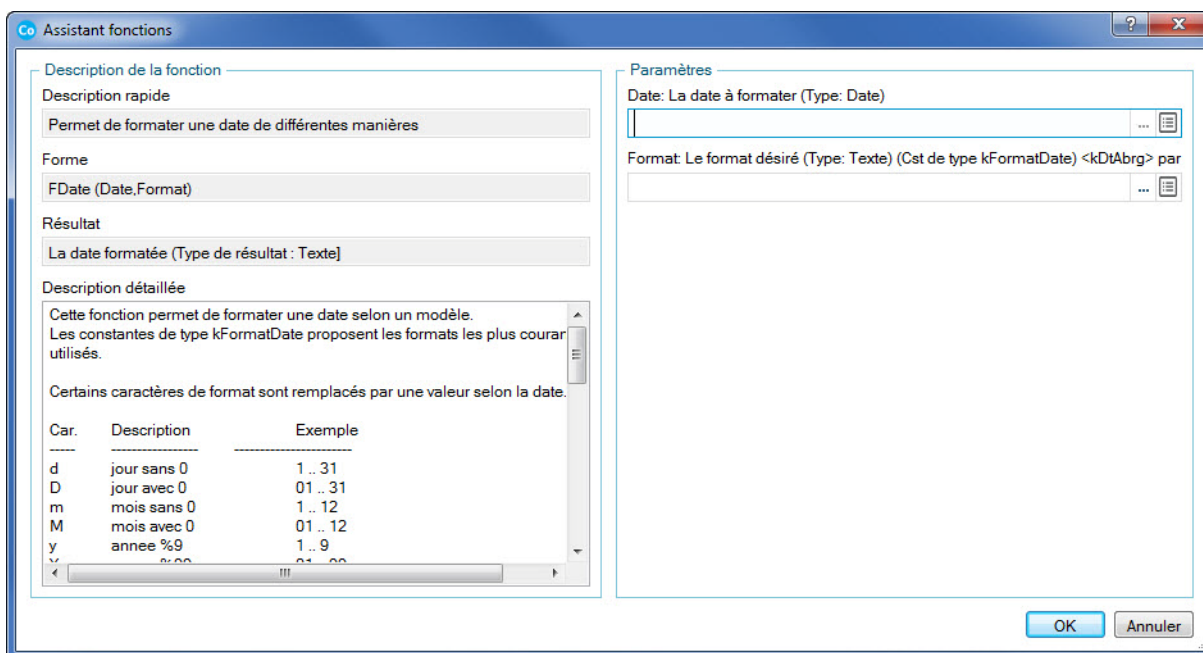 Co Assistant fonctions
Description de la fonction
Description rapide
Permet de formater une date de différentes manières
Forme
FDate (Date,Format)
Résultat
La date formatée (Type de résultat : Texte]
Description détaillée
Cette fonction permet de formater une date selon un modèle.
Les constantes de type kFormatDate proposent les formats les plus couran
utilisés.
Certains caractères de format sont remplacés par une valeur selon la date.
Car. Description Exemple
----- ----------------- -----------------------
d jour sans 0 1 .. 31
D jour avec 0 01 .. 31
m mois sans 0 1 .. 12
M mois avec 0 01 .. 12
y annee %9 1 .. 9
Paramètres
Date: La date à formater (Type: Date)
...
Format: Le format désiré (Type: Texte) (Cst de type kFormatDate) <kDtAbrg> par
...
OK Annuler